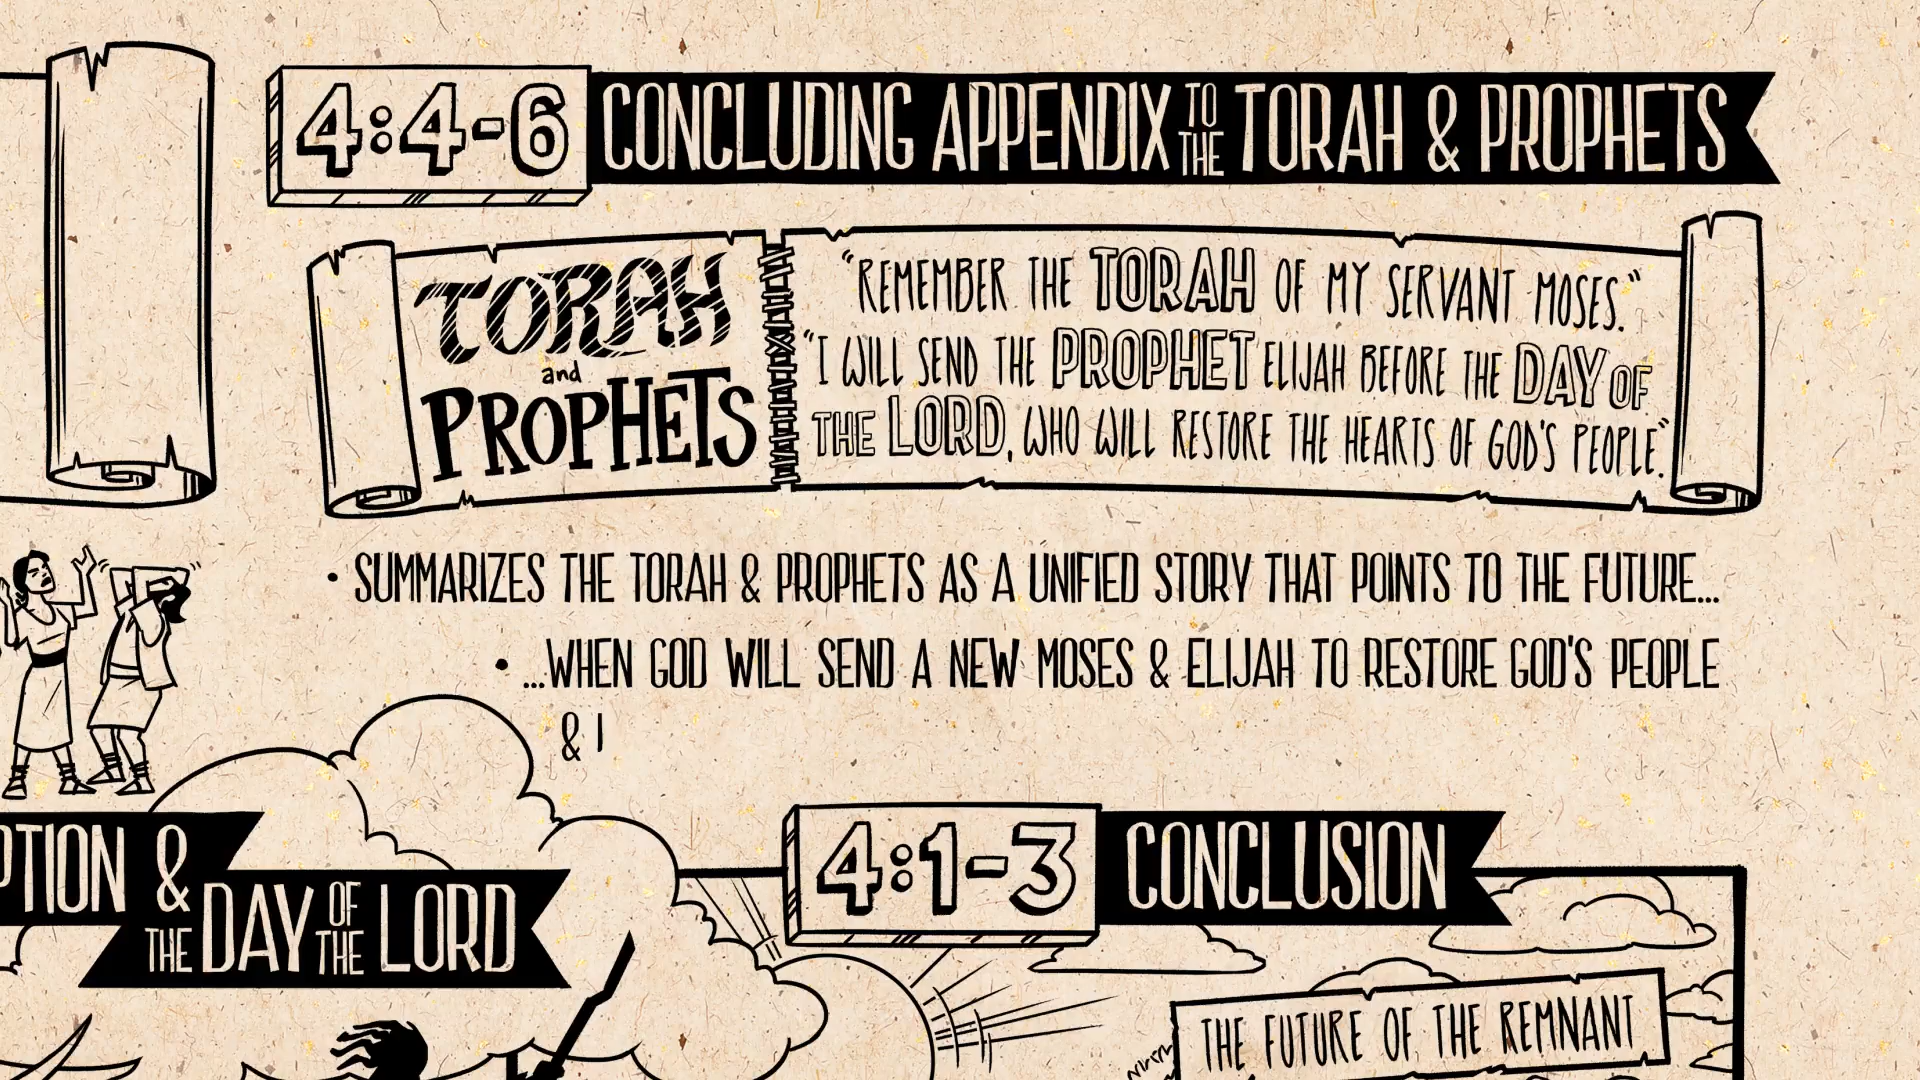 4:4-6 CONCLUDING APPENDIX TO THE TORAH & PROPHETS
TORAH
and
PROPHETS
"REMEMBER THE TORAH OF MY SERVANT MOSES."
"I WILL SEND THE PROPHET ELIJAH BEFORE THE DAY OF
THE LORD, WHO WILL RESTORE THE HEARTS OF GOD'S PEOPLE."
• SUMMARIZES THE TORAH & PROPHETS AS A UNIFIED STORY THAT POINTS TO THE FUTURE...
• ...WHEN GOD WILL SEND A NEW MOSES & ELIJAH TO RESTORE GOD'S PEOPLE
&
PTION &
THE DAY OF THE LORD
4:1-3 CONCLUSION
THE FUTURE OF THE REMNANT